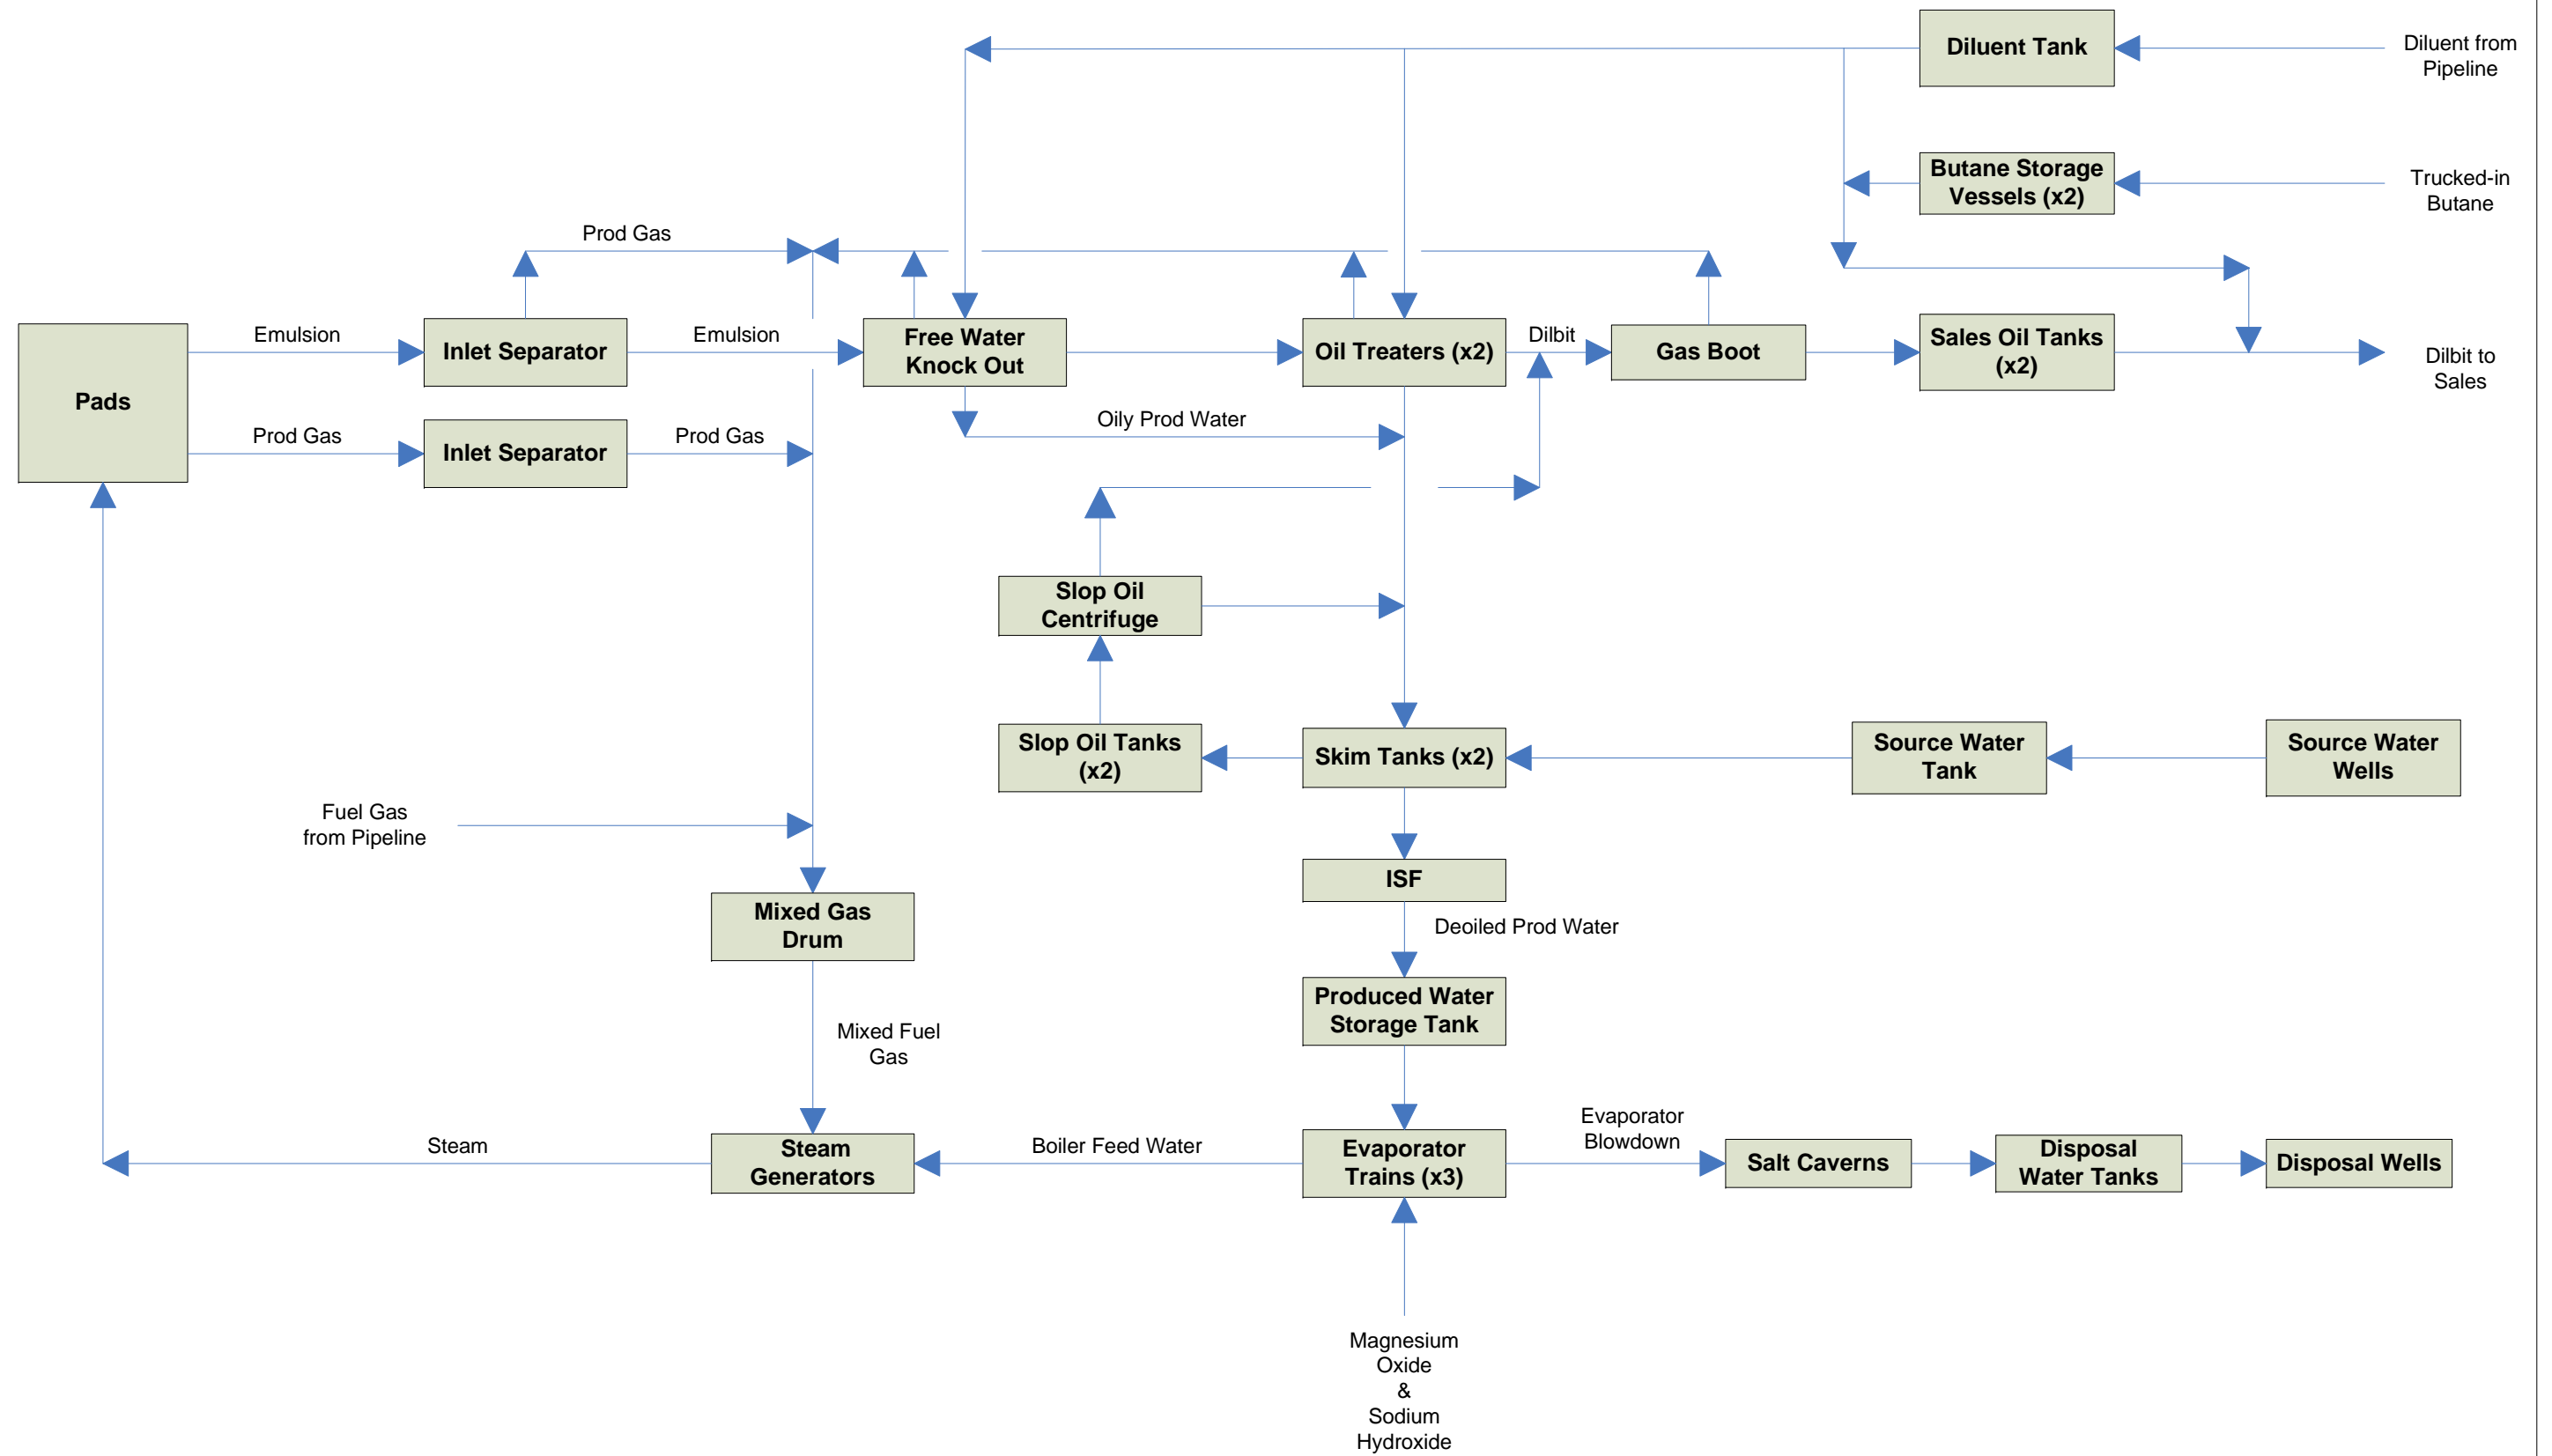 Diluent Tank
Diluent from
Pipeline
Butane Storage
Vessels (x2)
Trucked-in
Butane
Prod Gas
Emulsion
Inlet Separator
Emulsion
Free Water
Knock Out
Oil Treaters (x2)
Dilbit
Gas Boot
Sales Oil Tanks
(x2)
Dilbit to
Sales
Pads
Prod Gas
Inlet Separator
Prod Gas
Oily Prod Water
Slop Oil
Centrifuge
Slop Oil Tanks
(x2)
Skim Tanks (x2)
Source Water
Tank
Source Water
Wells
Fuel Gas
from Pipeline
ISF
Mixed Gas
Drum
Deoiled Prod Water
Produced Water
Storage Tank
Mixed Fuel
Gas
Steam
Steam
Generators
Boiler Feed Water
Evaporator
Trains (x3)
Evaporator
Blowdown
Salt Caverns
Disposal
Water Tanks
Disposal Wells
Magnesium
Oxide
&
Sodium
Hydroxide